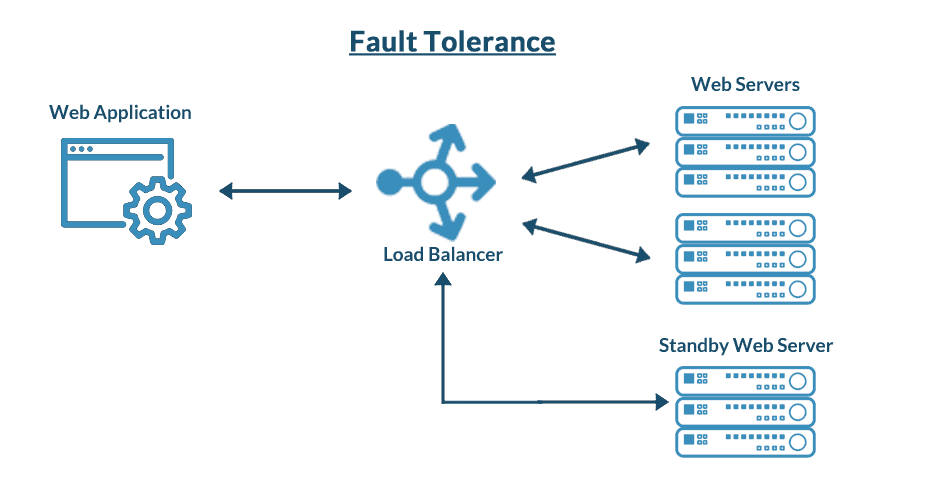 Fault Tolerance
Web Application
Web Servers
Load Balancer
Standby Web Server